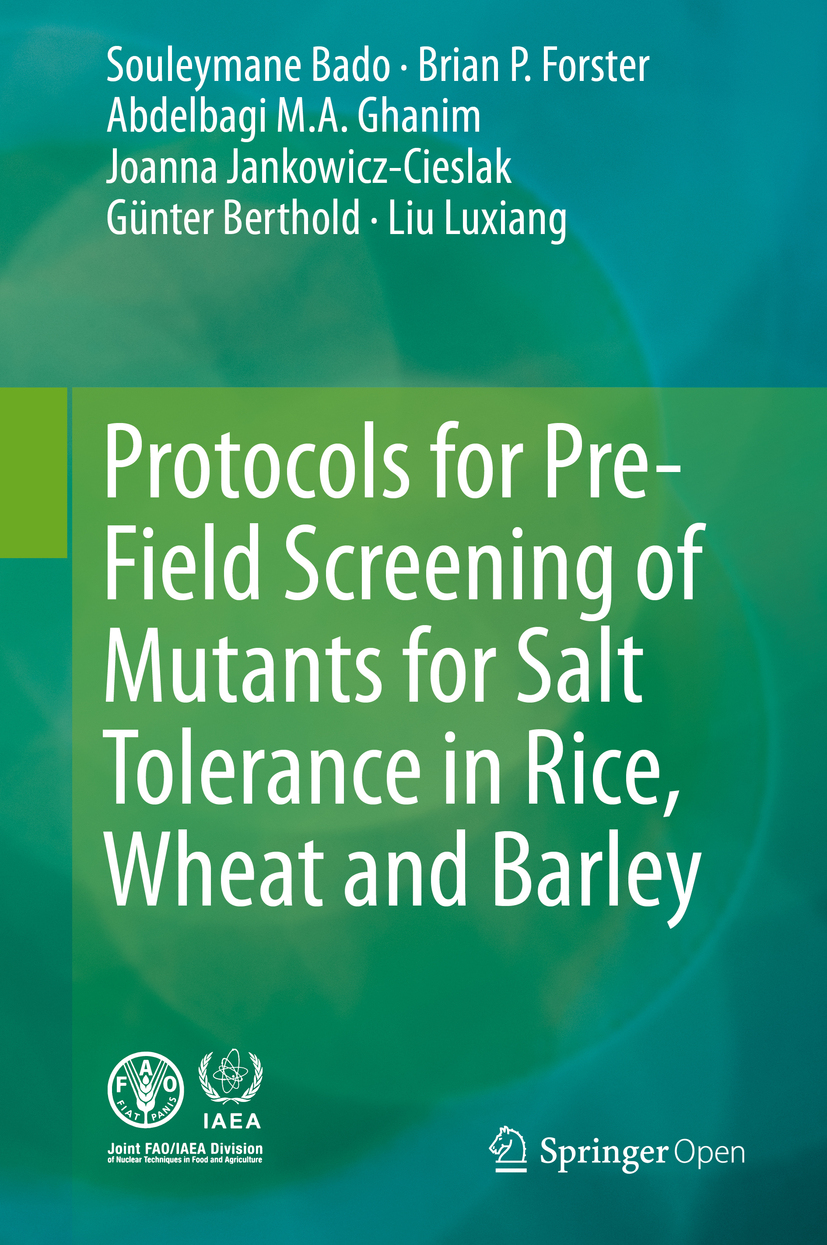 Souleymane Bado · Brian P. Forster
Abdelbagi M.A. Ghanim
Joanna Jankowicz-Cieslak
Günter Berthold · Liu Luxiang
Protocols for Pre-
Field Screening of
Mutants for Salt
Tolerance in Rice,
Wheat and Barley
F A O
FIAT PANIS
IAEA
Joint FAO/IAEA Division
of Nuclear Techniques in Food and Agriculture
Springer Open